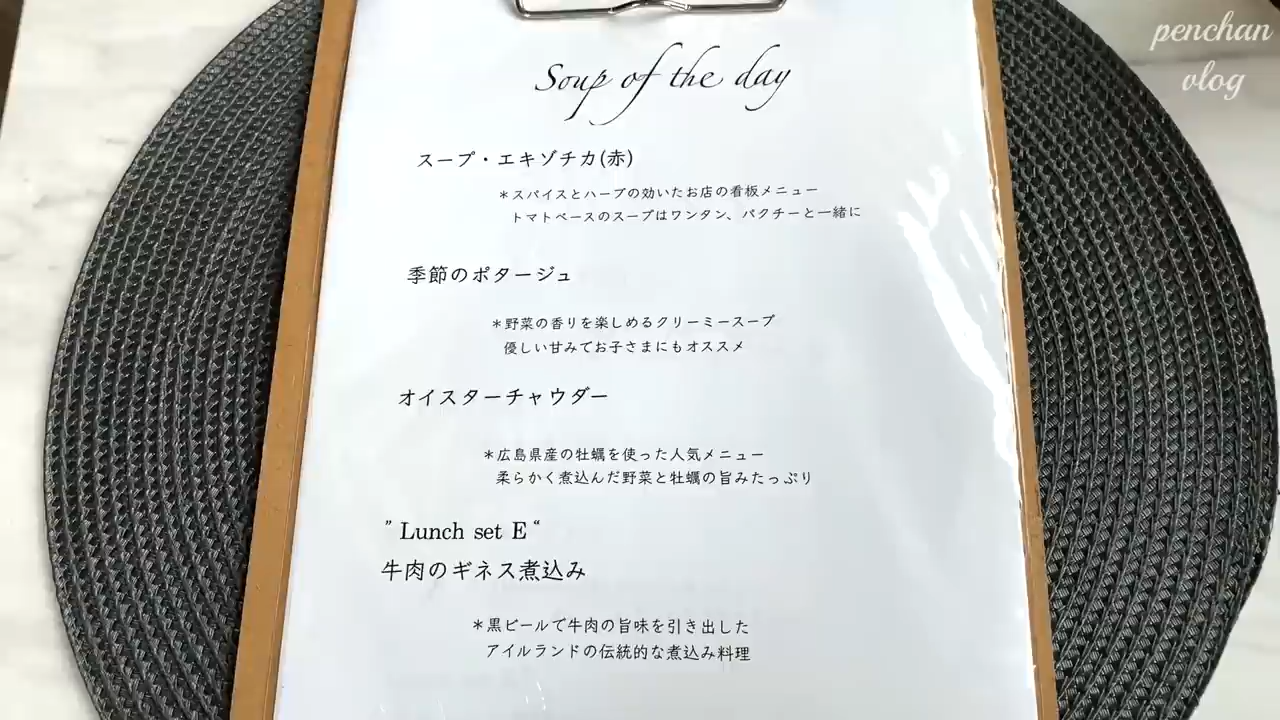 penchan
vlog
Soup of the day
スープ・エキゾチカ(赤)
＊スパイスとハーブの効いたお店の看板メニュー
トマトベースのスープはワンタン、パクチーと一緒に
季節のポタージュ
＊野菜の香りを楽しめるクリーミースープ
優しい甘みでお子さまにもオススメ
オイスターチャウダー
＊広島県産の牡蠣を使った人気メニュー
柔らかく煮込んだ野菜と牡蠣の旨みたっぷり
”Lunch set E“
牛肉のギネス煮込み
＊黒ビールで牛肉の旨味を引き出した
アイルランドの伝統的な煮込み料理